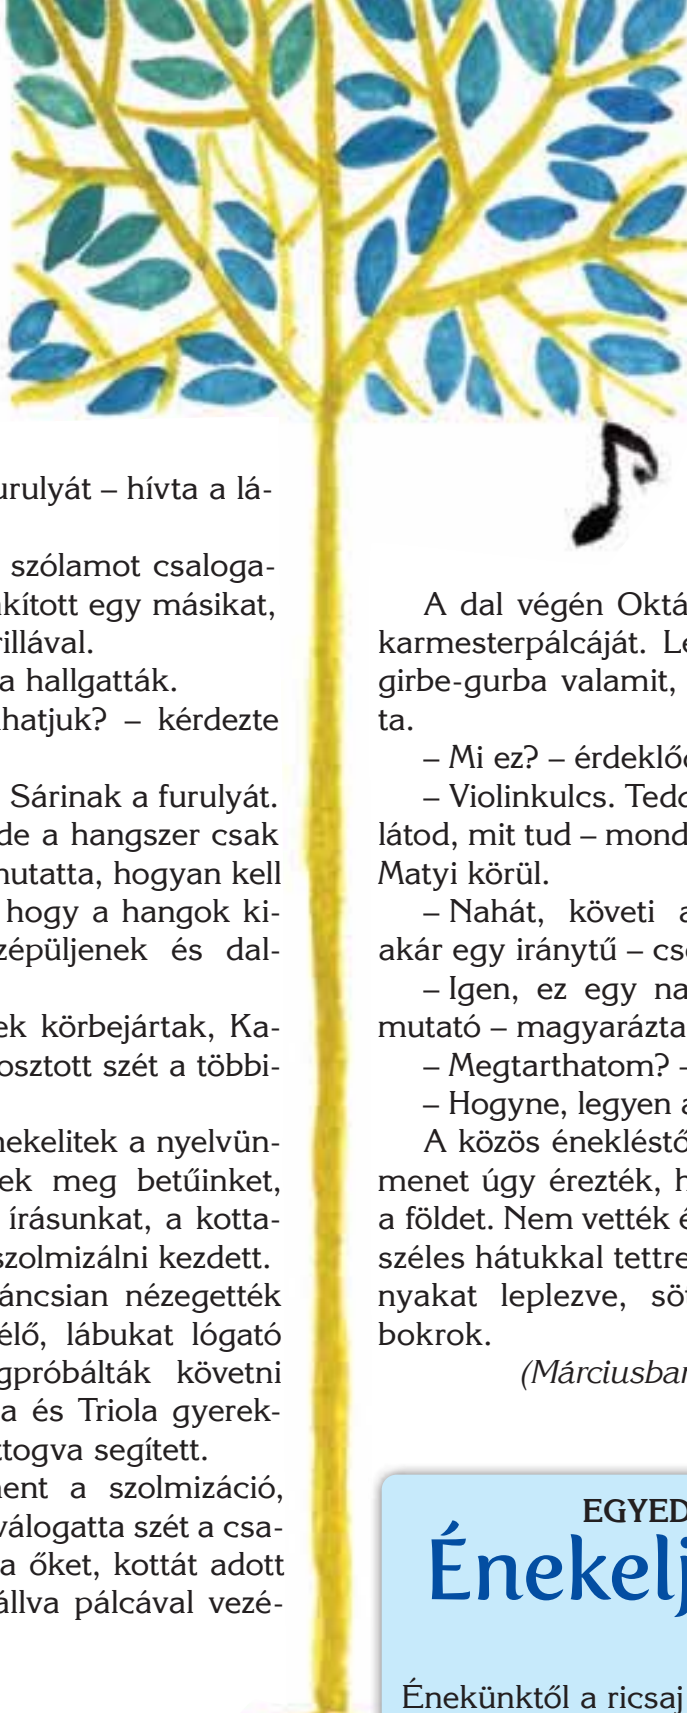 urulyát – hívta a lá-
szólamot csaloga-
kított egy másikat,
rillával.
a hallgatták.
hatjuk? – kérdezte
Sárinak a furulyát.
de a hangszer csak
mutatta, hogyan kell
hogy a hangok ki-
zépüljenek és dal-
ek körbejártak, Ka-
osztott szét a többi-
nekelitek a nyelvün-
ek meg betűinket,
írásunkat, a kotta-
szolmizálni kezdett.
áncsian nézegették
élő, lábukat lógató
gpróbálták követni
a és Triola gyerek-
ttogva segített.
ment a szolmizáció,
válogatta szét a csa-
a őket, kottát adott
állva pálcával vezé-
A dal végén Oktá
karmesterpálcáját. Le
girbe-gurba valamit,
ta.
– Mi ez? – érdeklőd
– Violinkulcs. Tedd
látod, mit tud – mond
Matyi körül.
– Nahát, követi a
akár egy iránytű – cs
– Igen, ez egy na
mutató – magyarázta
– Megtarthatom? –
– Hogyne, legyen a
A közös énekléstő
menet úgy érezték, h
a földet. Nem vették é
széles hátukkal tettre
nyakat leplezve, söt
bokrok.
(Márciusban
EGYED
Énekelj
Énekünktől a ricsaj